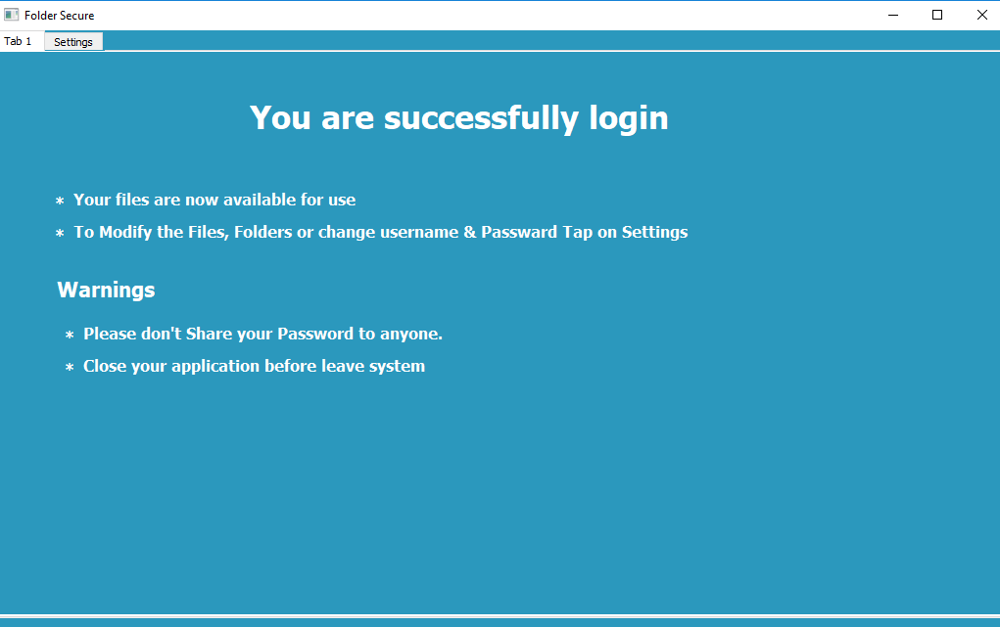 Folder Secure
Tab 1 Settings
You are successfully login
* Your files are now available for use
* To Modify the Files, Folders or change username & Passward Tap on Settings
Warnings
* Please don't Share your Password to anyone.
* Close your application before leave system